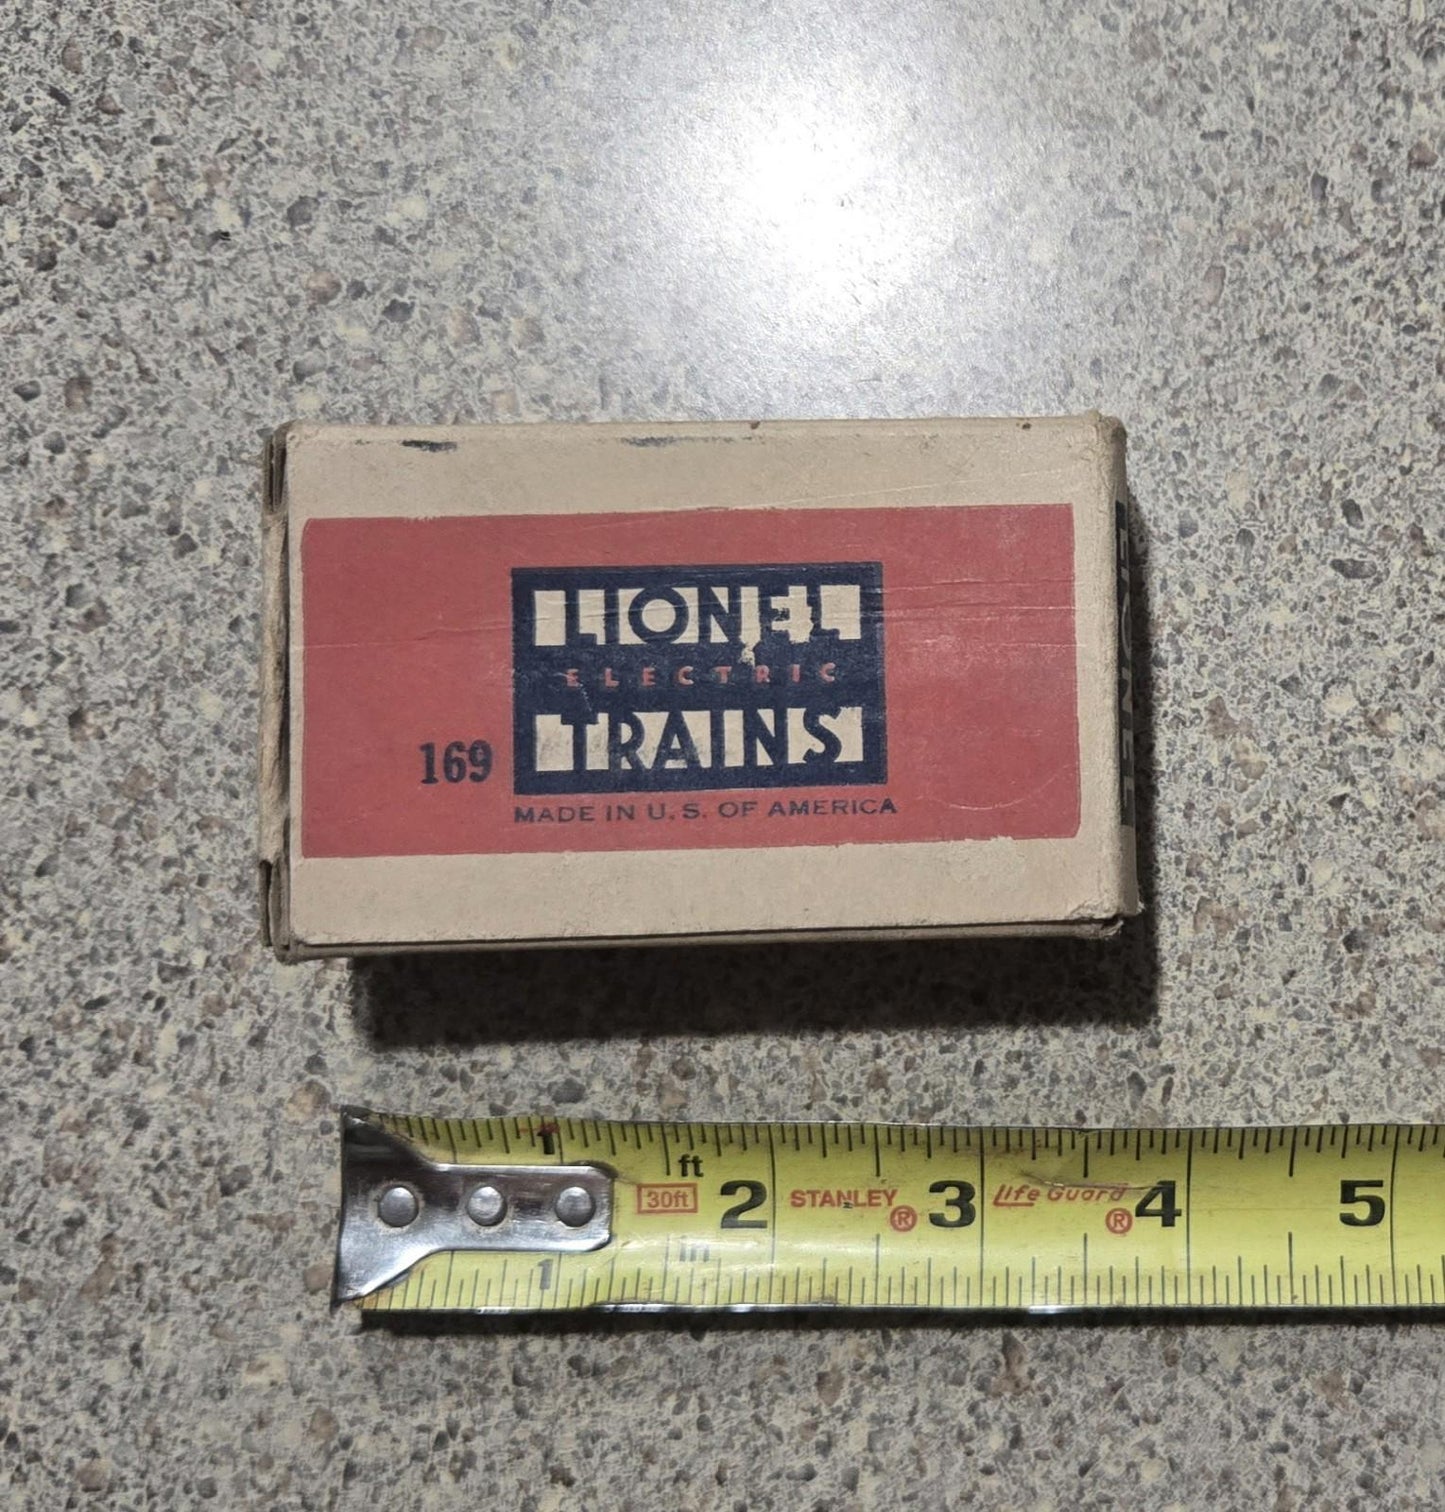 LIONEL
ELECTRIC
TRAINS
169
MADE IN U.S. OF AMERICA
LIONEL
1
ft
30ft
2
STANLEY®
3
Life Guard®
4
5
in
1